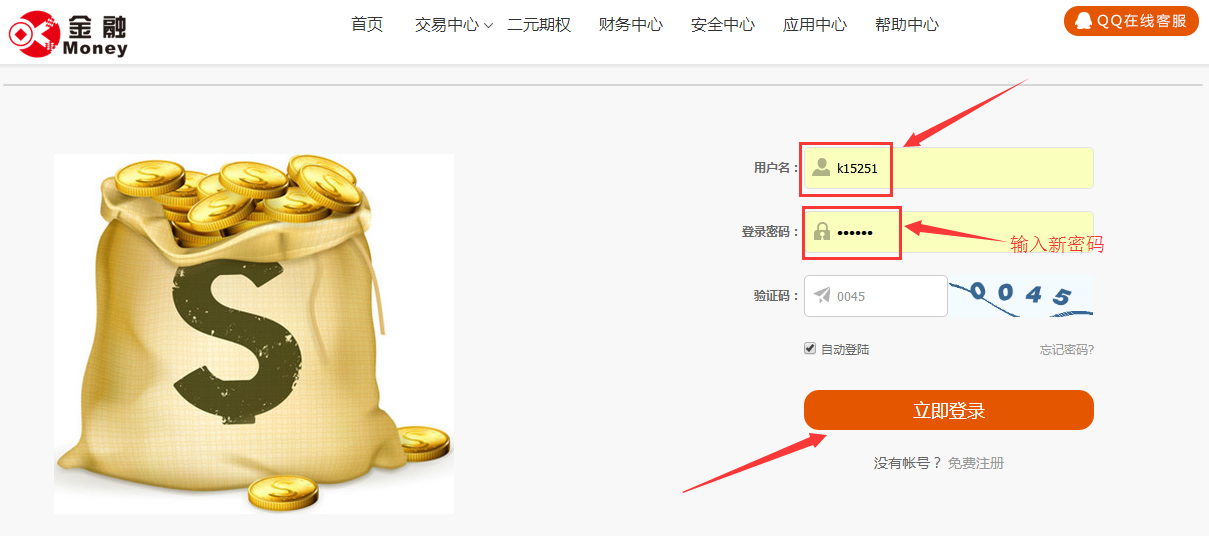 金融
Money
首页 交易中心 二元期权 财务中心 安全中心 应用中心 帮助中心
QQ在线客服
用户名：
k15251
登录密码：
••••••
输入新密码
验证码：
0045
0045
自动登陆
忘记密码?
立即登录
没有帐号？ 免费注册
S